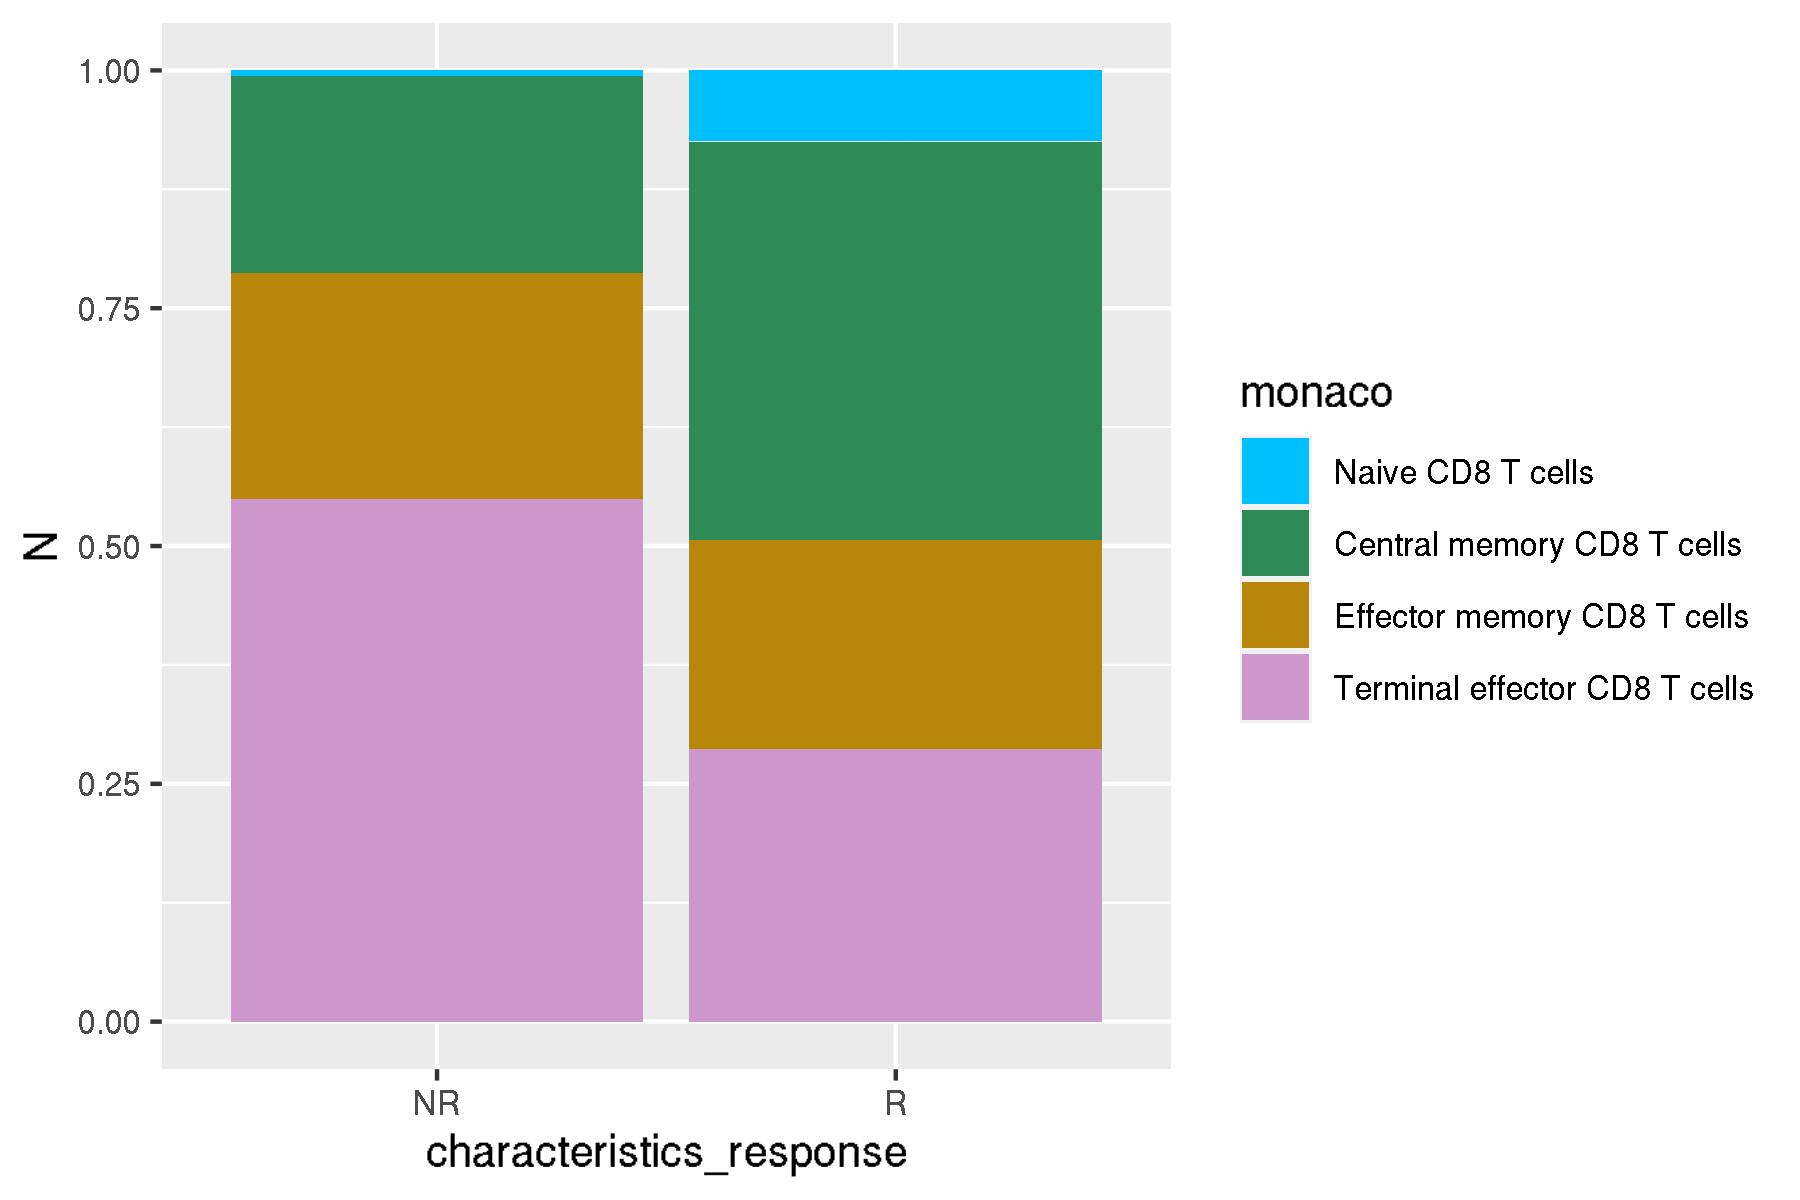 1.00
0.75
0.50
0.25
0.00
N
NR
R
characteristics_response
monaco
Naive CD8 T cells
Central memory CD8 T cells
Effector memory CD8 T cells
Terminal effector CD8 T cells